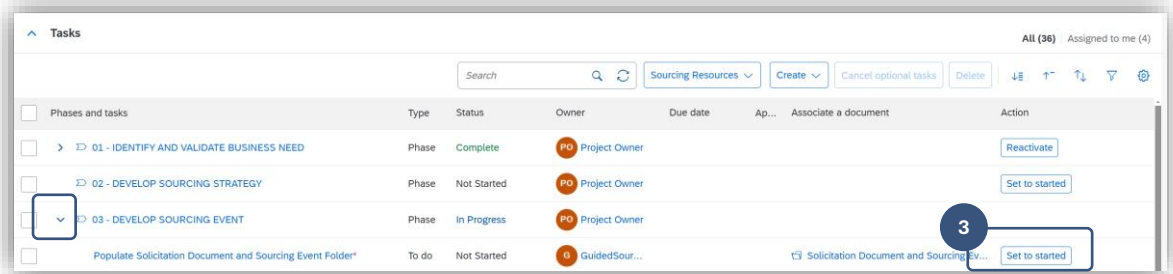 Tasks
All (36) Assigned to me (4)
Search Sourcing Resources Create Cancel optional tasks Delete
Phases and tasks Type Status Owner Due date Ap... Associate a document Action
01 - IDENTIFY AND VALIDATE BUSINESS NEED Phase Complete PO Project Owner Reactivate
02 - DEVELOP SOURCING STRATEGY Phase Not Started PO Project Owner Set to started
03 - DEVELOP SOURCING EVENT Phase In Progress PO Project Owner
3
Populate Solicitation Document and Sourcing Event Folder* To do Not Started G GuidedSour... Solicitation Document and Sourcing Ev... Set to started